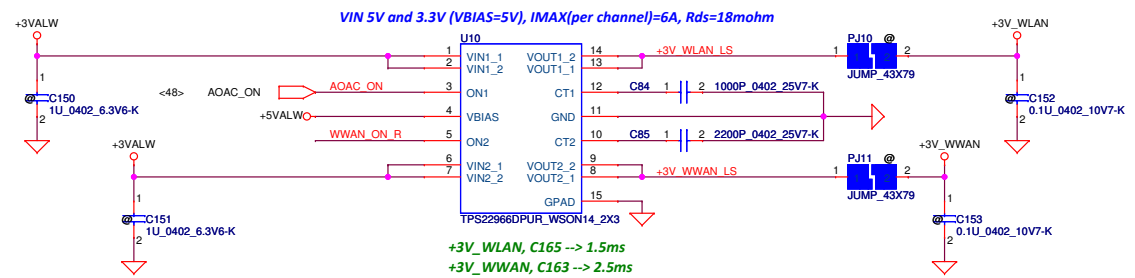 VIN 5V and 3.3V (VBIAS=5V), IMAX(per channel)=6A, Rds=18mohm
+3VALW
U10
+3V_WLAN
PJ10
@
1
2
JUMP_43X79
1
2
VIN1_1
VIN1_2
VOUT1_2
VOUT1_1
14
13
+3V_WLAN_LS
1
@
C150
1U_0402_6.3V6-K
2
<48>
AOAC_ON
AOAC_ON
3
ON1
CT1
12
C84
1
2
1000P_0402_25V7-K
1
@
C152
0.1U_0402_10V7-K
2
+5VALW
4
VBIAS
GND
11
WWAN_ON_R
5
ON2
CT2
10
C85
1
2
2200P_0402_25V7-K
+3VALW
6
7
VIN2_1
VIN2_2
VOUT2_2
VOUT2_1
9
8
+3V_WWAN_LS
PJ11
@
1
2
JUMP_43X79
+3V_WWAN
GPAD
15
TPS22966DPUR_WSON14_2X3
1
@
C151
1U_0402_6.3V6-K
2
1
@
C153
0.1U_0402_10V7-K
2
+3V_WLAN, C165 --> 1.5ms
+3V_WWAN, C163 --> 2.5ms